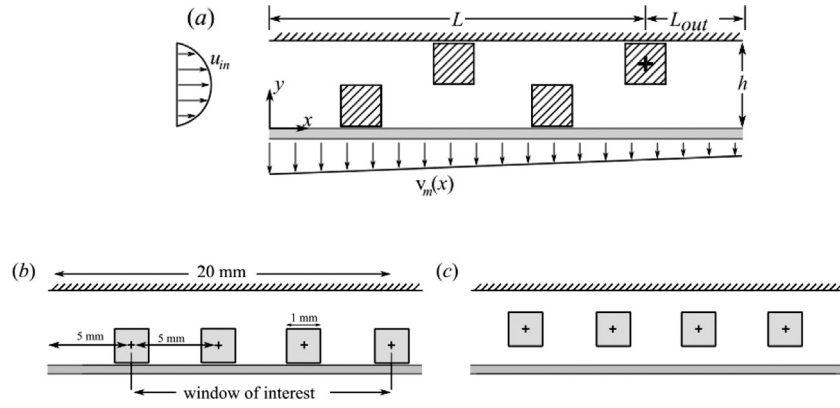 (a)
L
L_out
u_in
y
x
h
v_m(x)
(b)
20 mm
5 mm
5 mm
1 mm
window of interest
(c)